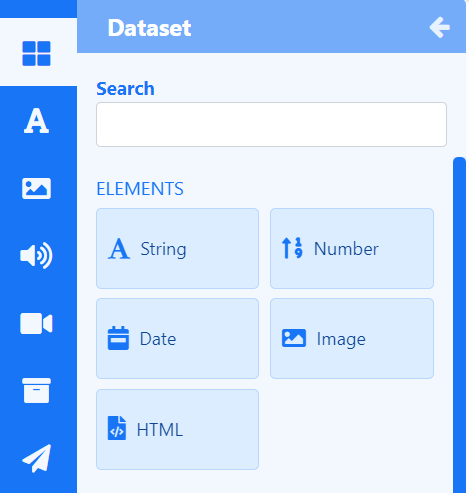 Dataset
Search
ELEMENTS
String
Number
Date
Image
HTML